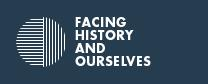 FACING
HISTORY
AND
OURSELVES